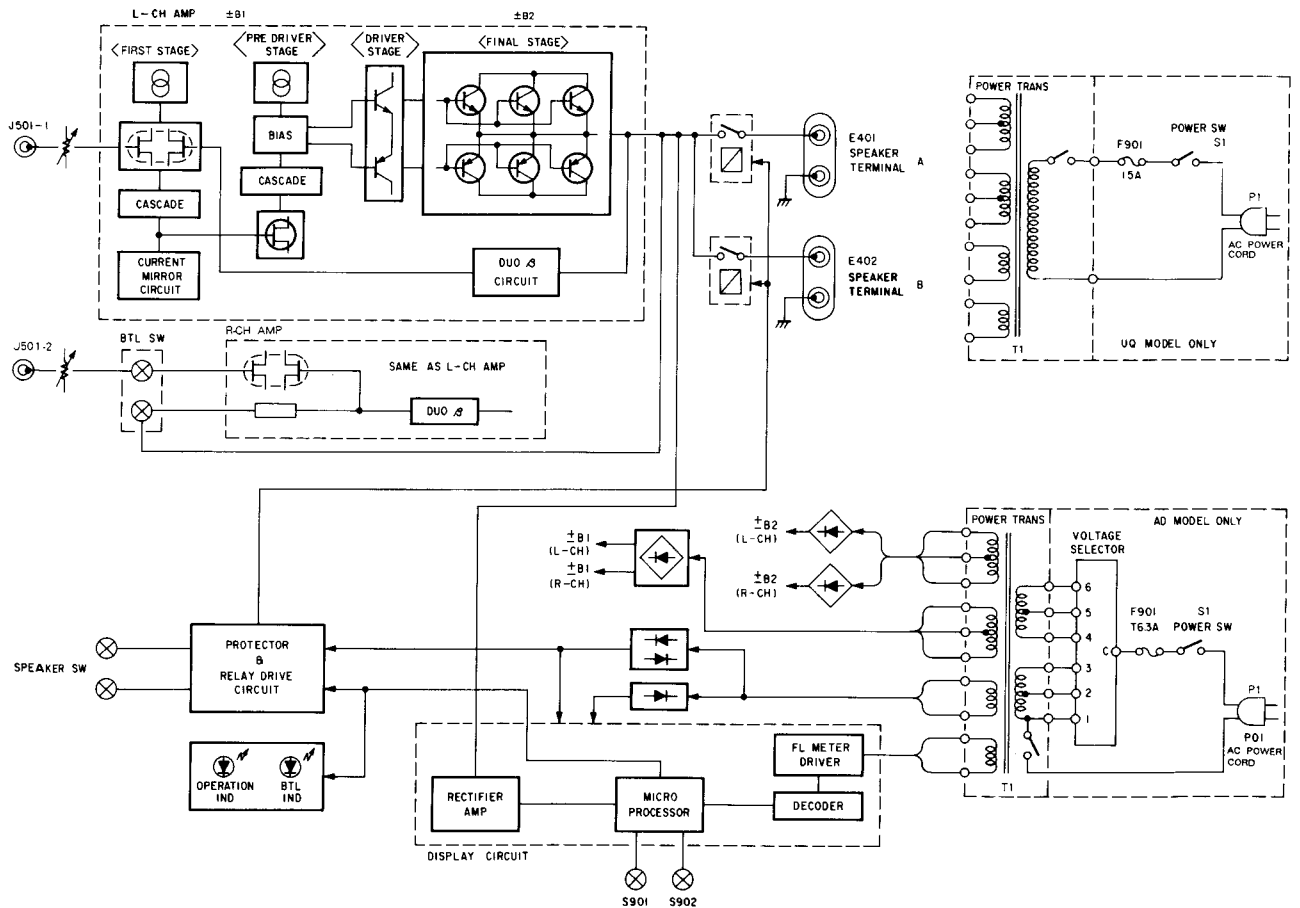 L-CH AMP
±B1
±B2
<FIRST STAGE>
<PRE DRIVER
STAGE>
<DRIVER
STAGE>
<FINAL STAGE>
J501-1
BIAS
CASCADE
CASCADE
CURRENT
MIRROR
CIRCUIT
DUO β
CIRCUIT
E401
SPEAKER
TERMINAL A
E402
SPEAKER
TERMINAL B
POWER TRANS
F901
15A
POWER SW
S1
P1
AC POWER
CORD
T1
UQ MODEL ONLY
J501-2
BTL SW
R-CH AMP
SAME AS L-CH AMP
DUO β
±B1
(L-CH)
±B1
(R-CH)
±B2
(L-CH)
±B2
(R-CH)
POWER TRANS
AD MODEL ONLY
VOLTAGE
SELECTOR
6
5
4
3
2
1
C
F901
T6.3A
S1
POWER SW
P1
P01
AC POWER
CORD
T1
SPEAKER SW
PROTECTOR
&
RELAY DRIVE
CIRCUIT
OPERATION
IND
BTL
IND
RECTIFIER
AMP
MICRO
PROCESSOR
FL METER
DRIVER
DECODER
DISPLAY CIRCUIT
S901
S902